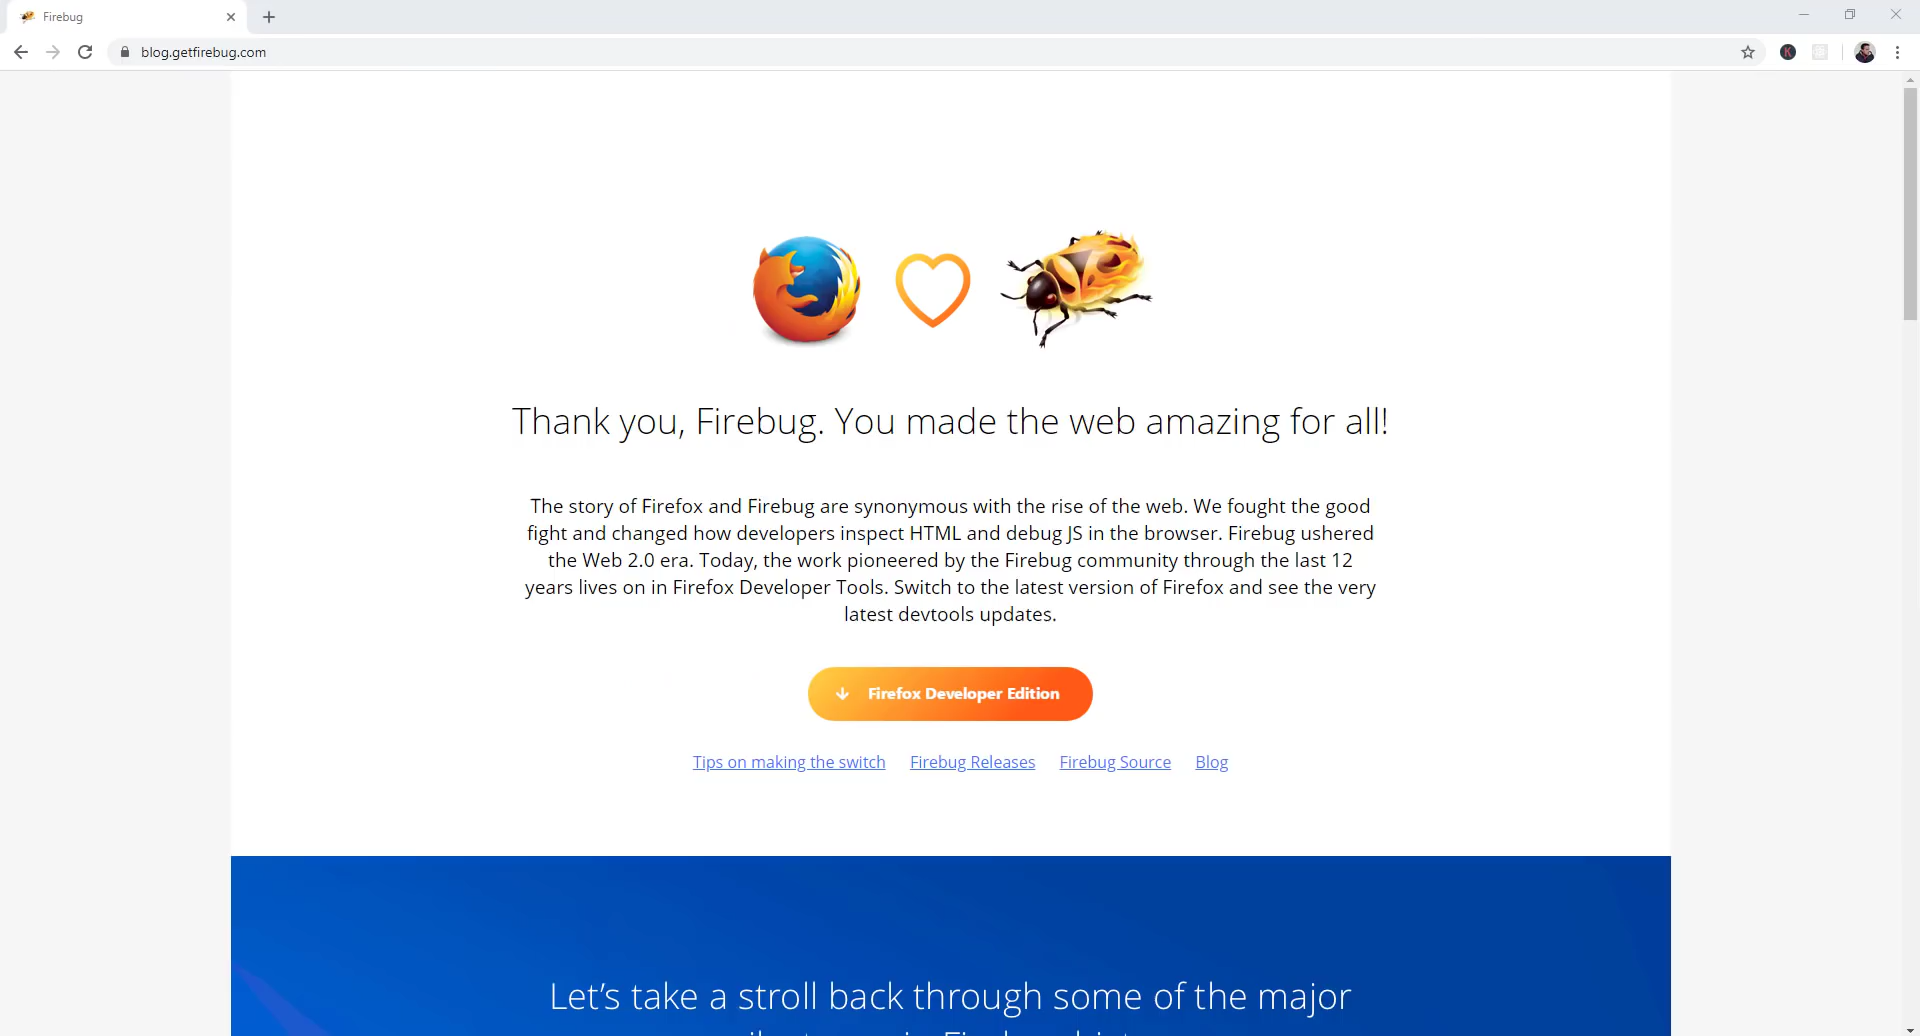 Firebug
blog.getfirebug.com
K
Thank you, Firebug. You made the web amazing for all!
The story of Firefox and Firebug are synonymous with the rise of the web. We fought the good
fight and changed how developers inspect HTML and debug JS in the browser. Firebug ushered
the Web 2.0 era. Today, the work pioneered by the Firebug community through the last 12
years lives on in Firefox Developer Tools. Switch to the latest version of Firefox and see the very
latest devtools updates.
Firefox Developer Edition
Tips on making the switch Firebug Releases Firebug Source Blog
Let’s take a stroll back through some of the major